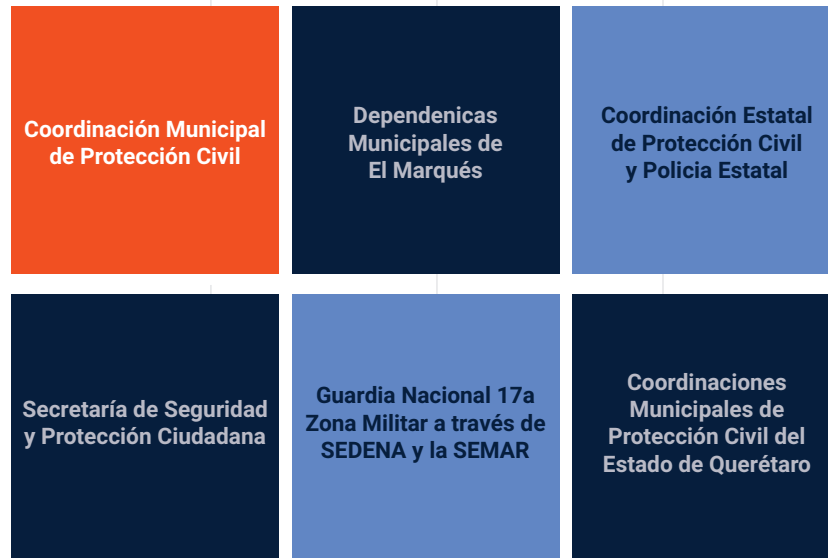 Coordinación Municipal
de Protección Civil
Dependenicas
Municipales de
El Marqués
Coordinación Estatal
de Protección Civil
y Policia Estatal
Secretaría de Seguridad
y Protección Ciudadana
Guardia Nacional 17a
Zona Militar a través de
SEDENA y la SEMAR
Coordinaciones
Municipales de
Protección Civil del
Estado de Querétaro